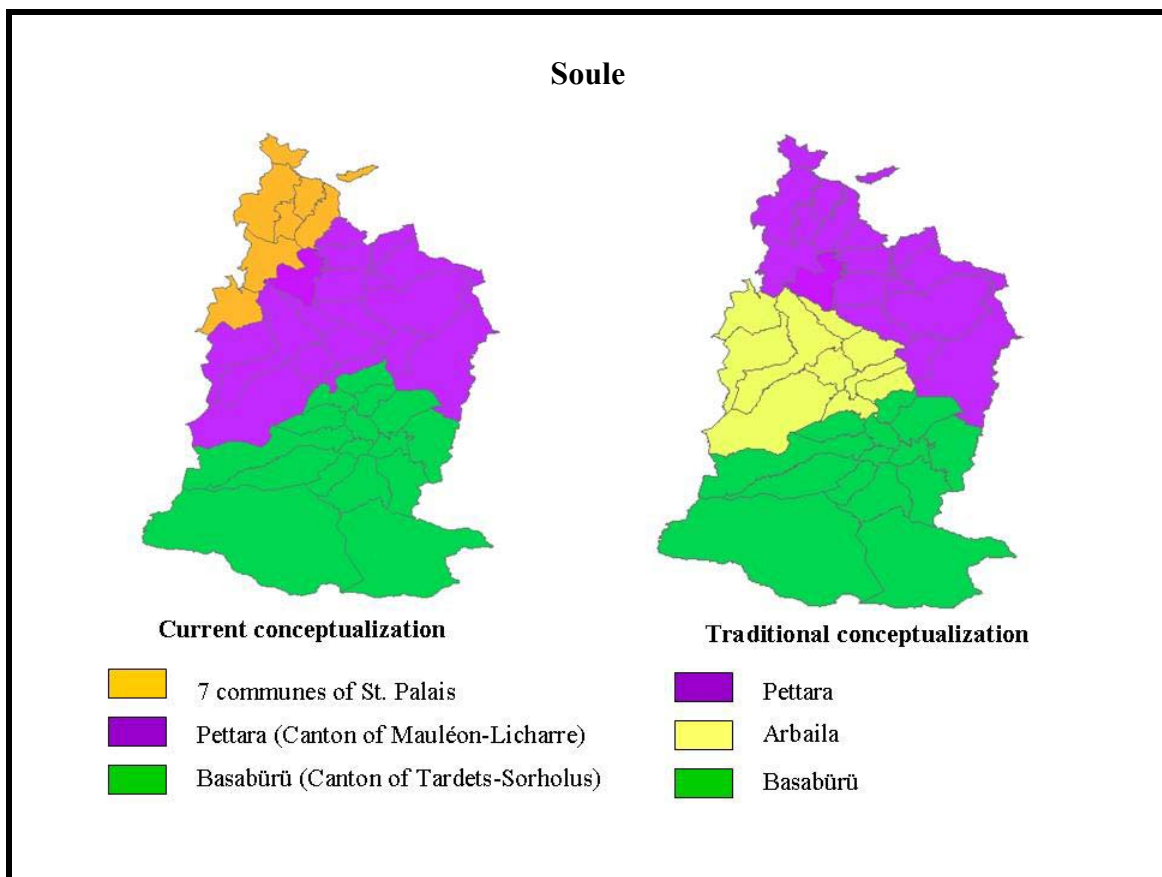 Soule
Current conceptualization
7 communes of St. Palais
Pettara (Canton of Mauléon-Licharre)
Basabürü (Canton of Tardets-Sorholus)
Traditional conceptualization
Pettara
Arbaila
Basabürü